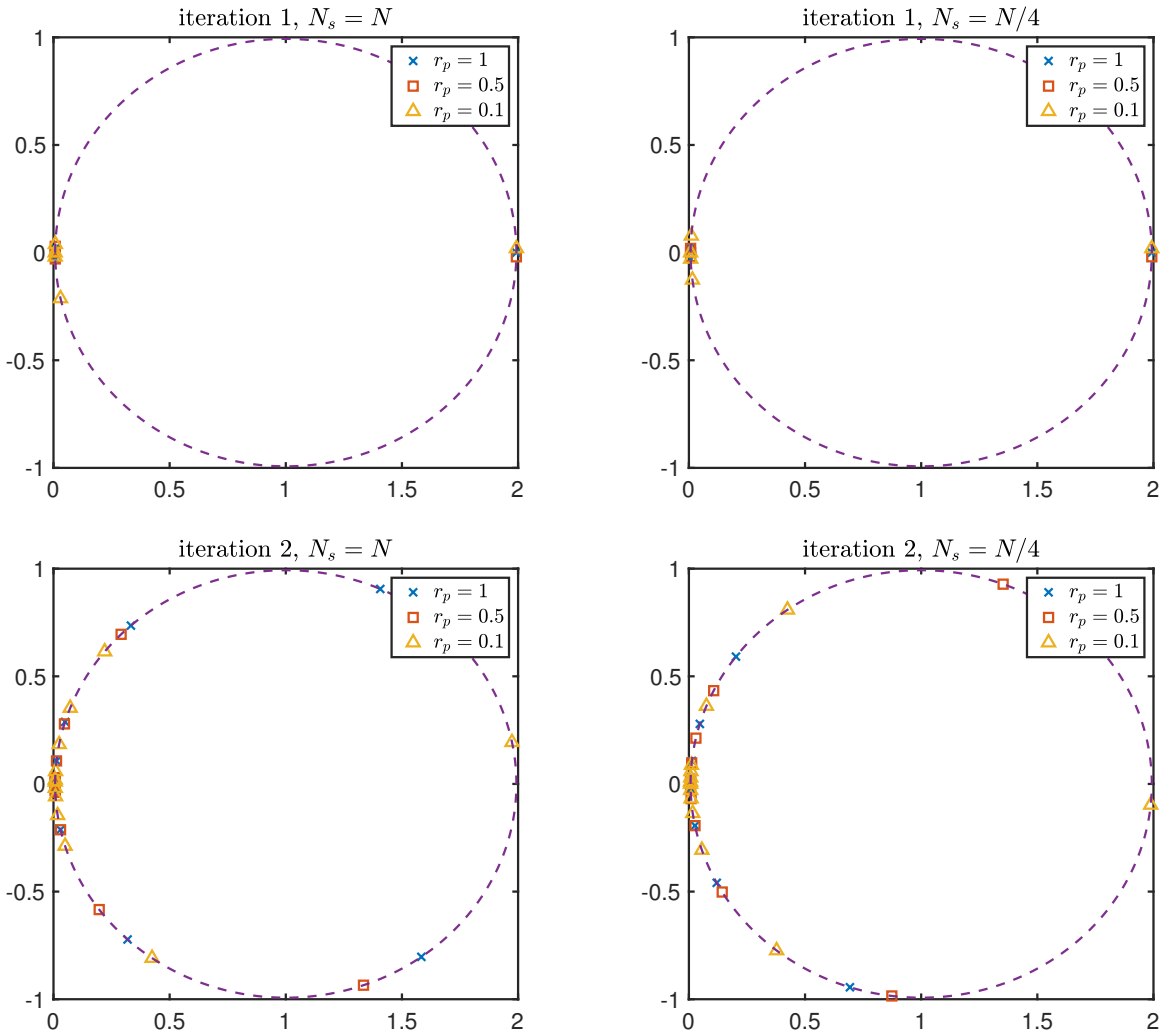 iteration 1, N_s = N
1
0.5
0
-0.5
-1
0 0.5 1 1.5 2
r_p = 1
r_p = 0.5
r_p = 0.1
iteration 1, N_s = N/4
1
0.5
0
-0.5
-1
0 0.5 1 1.5 2
r_p = 1
r_p = 0.5
r_p = 0.1
iteration 2, N_s = N
1
0.5
0
-0.5
-1
0 0.5 1 1.5 2
r_p = 1
r_p = 0.5
r_p = 0.1
iteration 2, N_s = N/4
1
0.5
0
-0.5
-1
0 0.5 1 1.5 2
r_p = 1
r_p = 0.5
r_p = 0.1